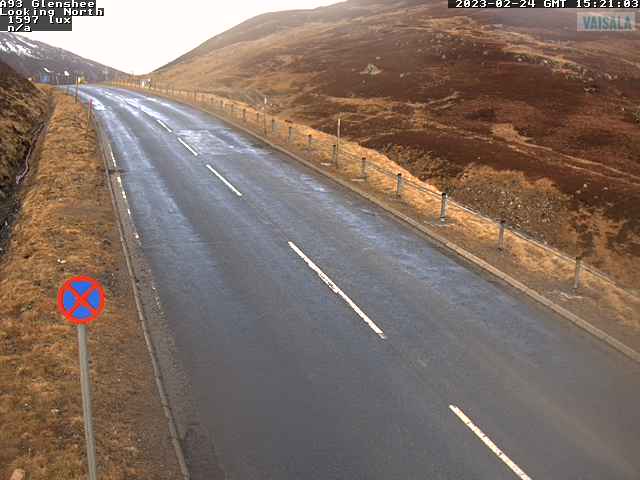 A93 Glenshee
Looking North
1597 lux
n/a
2023-02-24 GMT 15:21:03
VAISALA